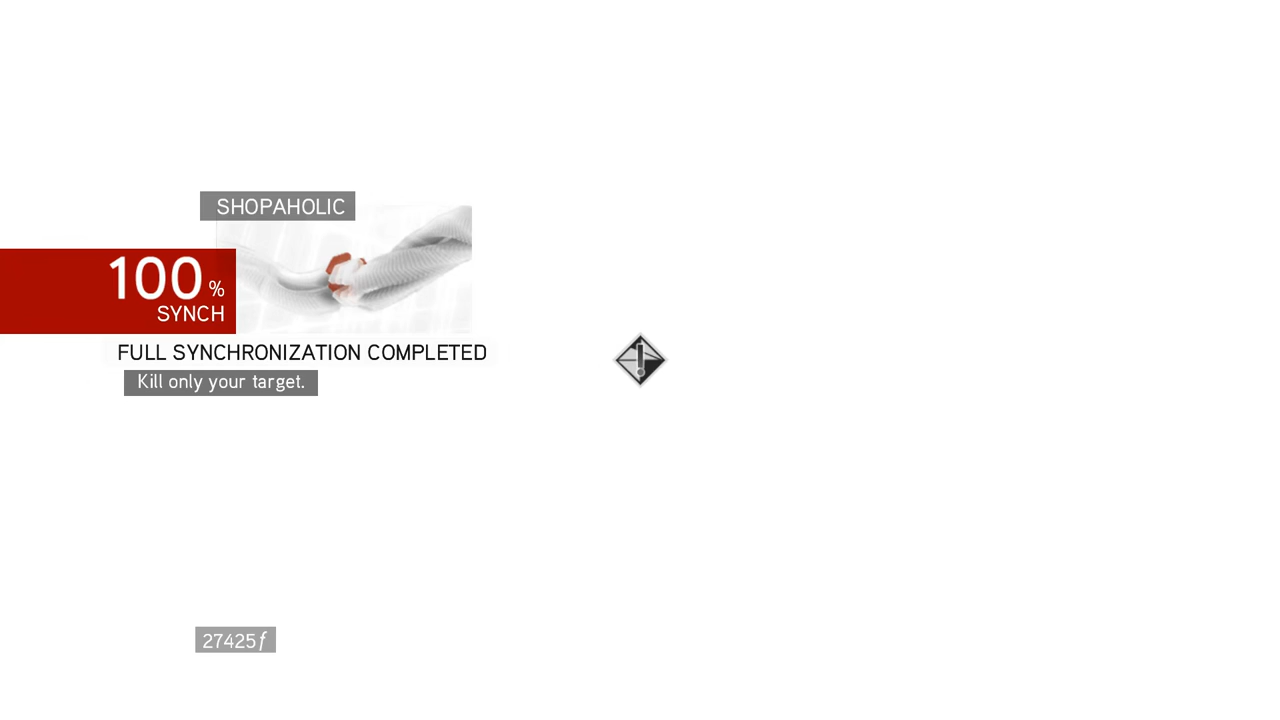 SHOPAHOLIC
100 %
SYNCH
FULL SYNCHRONIZATION COMPLETED
Kill only your target.
27425ƒ